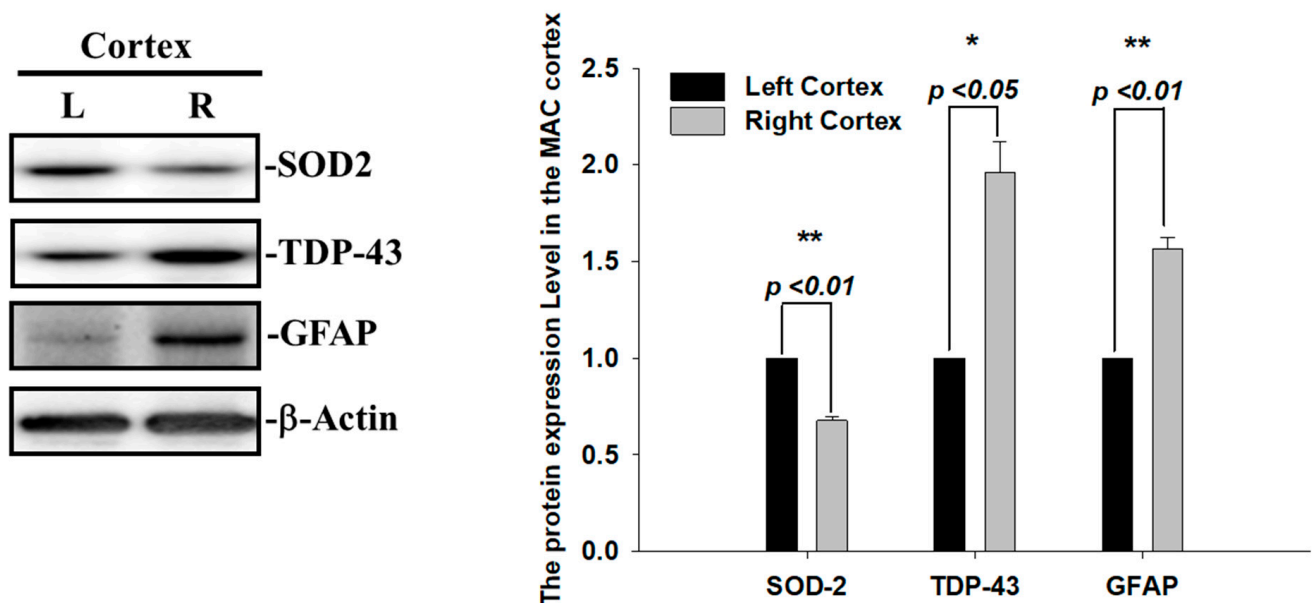 Cortex
L R
-SOD2
-TDP-43
-GFAP
-β-Actin
The protein expression Level in the MAC cortex
2.5
2.0
1.5
1.0
0.5
0.0
Left Cortex
Right Cortex
**
p <0.01
*
p <0.05
**
p <0.01
SOD-2 TDP-43 GFAP